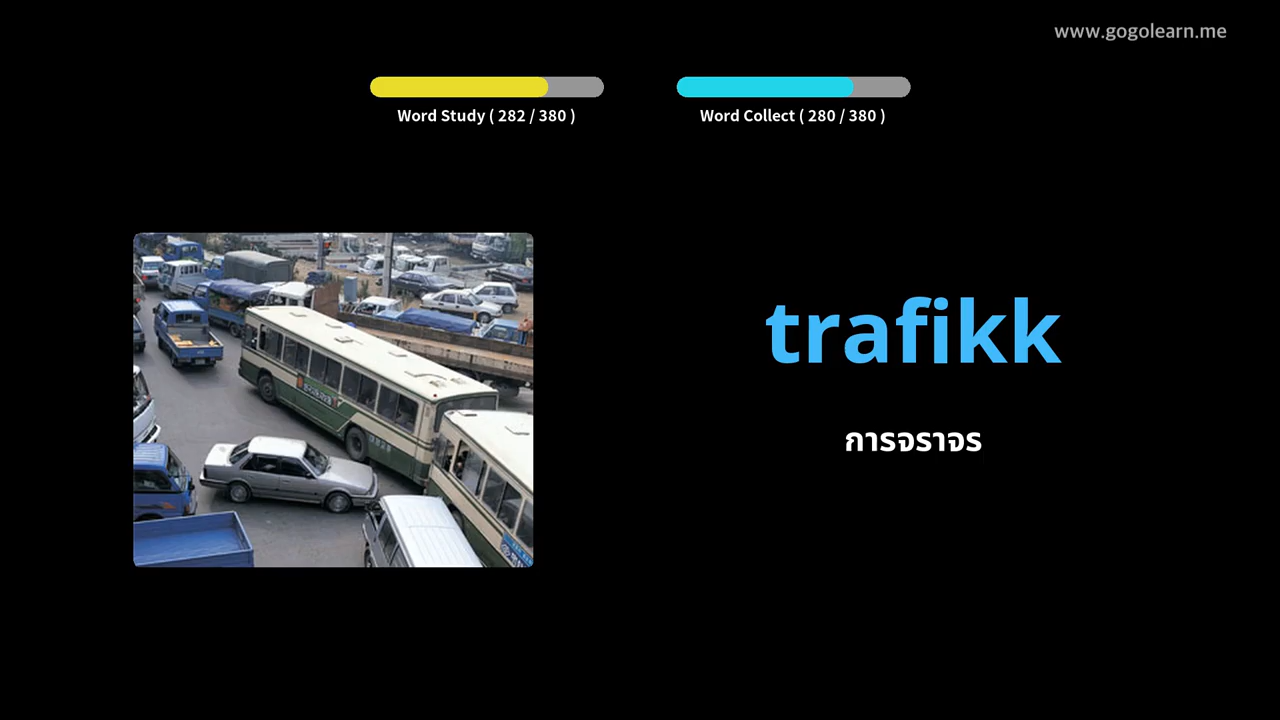 www.gogolearn.me
Word Study ( 282 / 380 )
Word Collect ( 280 / 380 )
trafikk
การจราจร